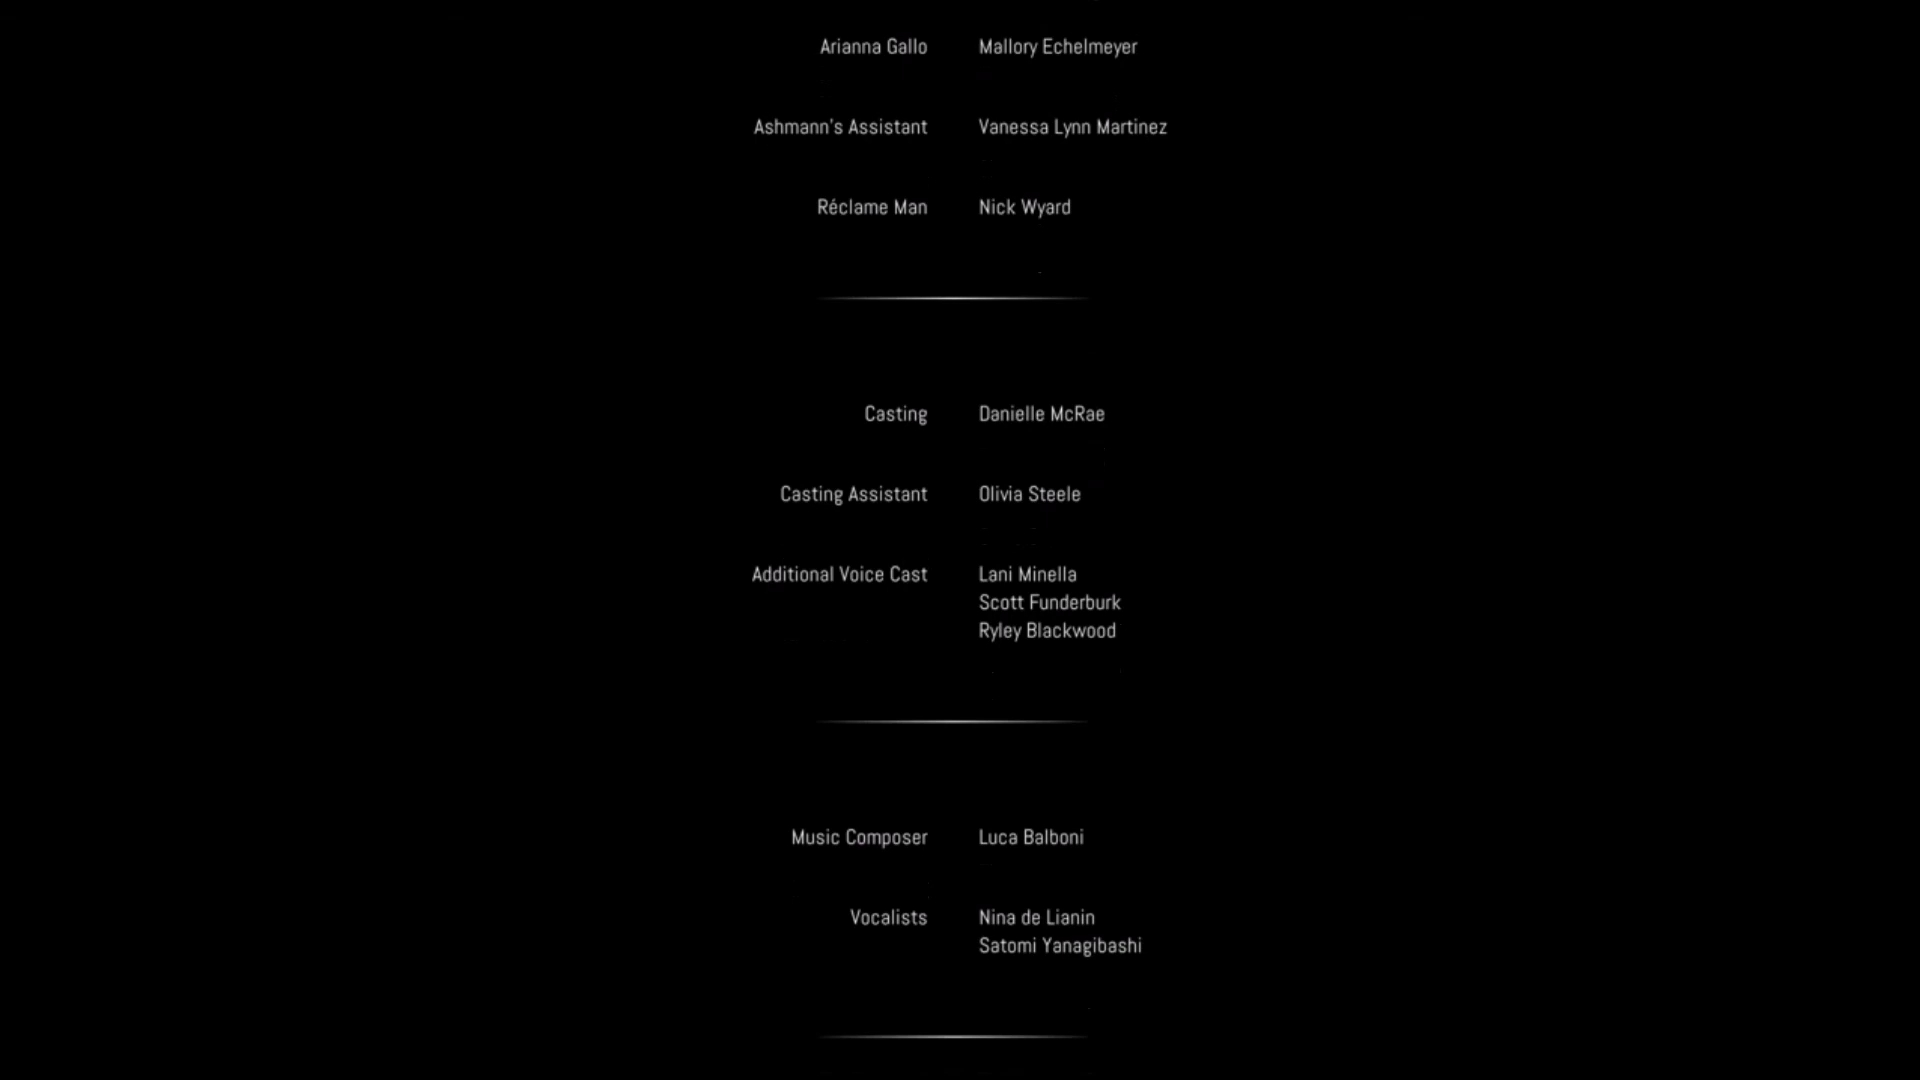 Arianna Gallo Mallory Echelmeyer
Ashmann's Assistant Vanessa Lynn Martinez
Réclame Man Nick Wyard
Casting Danielle McRae
Casting Assistant Olivia Steele
Additional Voice Cast Lani Minella
Scott Funderburk
Ryley Blackwood
Music Composer Luca Balboni
Vocalists Nina de Lianin
Satomi Yanagibashi